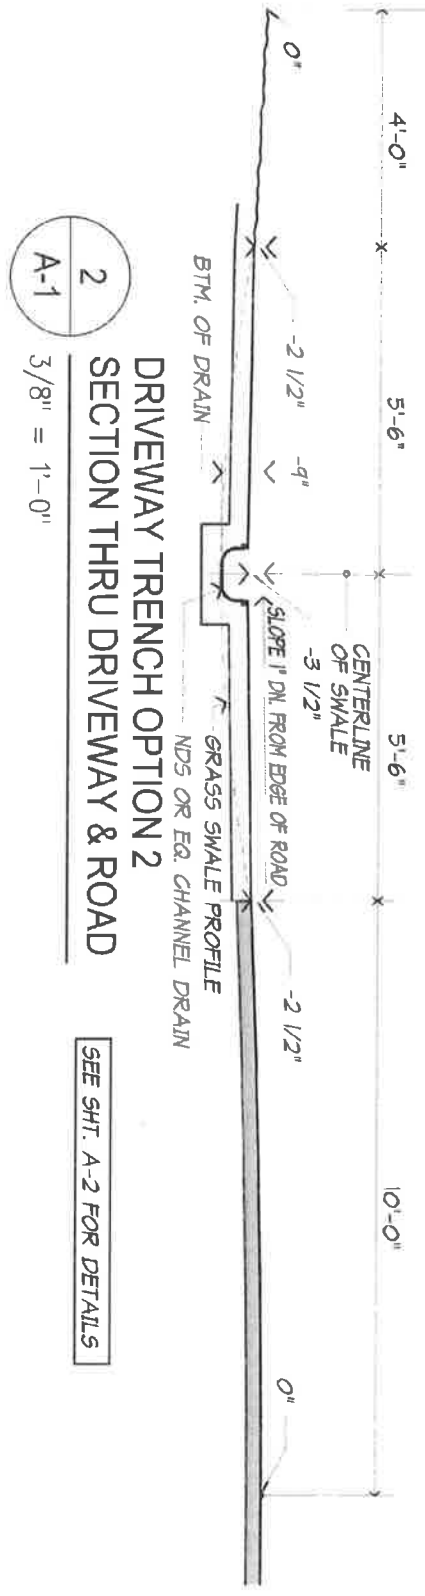 4'-0"
5'-6"
5'-6"
10'-0"
CENTERLINE
OF SWALE
0"
-2 1/2"
-9"
-3 1/2"
-2 1/2"
0"
SLOPE 1" DN. FROM EDGE OF ROAD
BTM. OF DRAIN
GRASS SWALE PROFILE
NDS OR EQ. CHANNEL DRAIN
2
A-1
DRIVEWAY TRENCH OPTION 2
SECTION THRU DRIVEWAY & ROAD
3/8" = 1'-0"
SEE SHT. A-2 FOR DETAILS